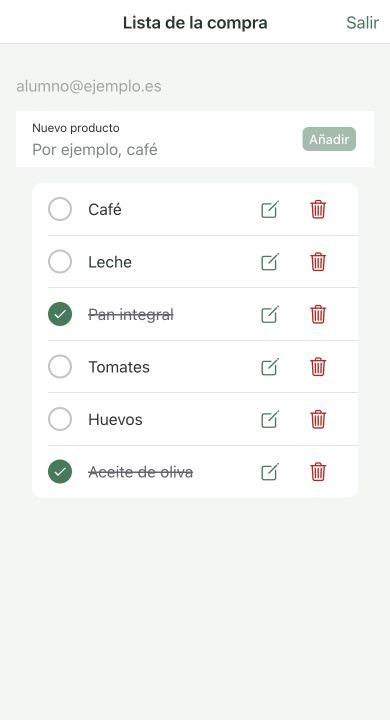 Lista de la compra
Salir
alumno@ejemplo.es
Nuevo producto
Por ejemplo, café
Añadir
Café
Leche
Pan integral
Tomates
Huevos
Aceite de oliva